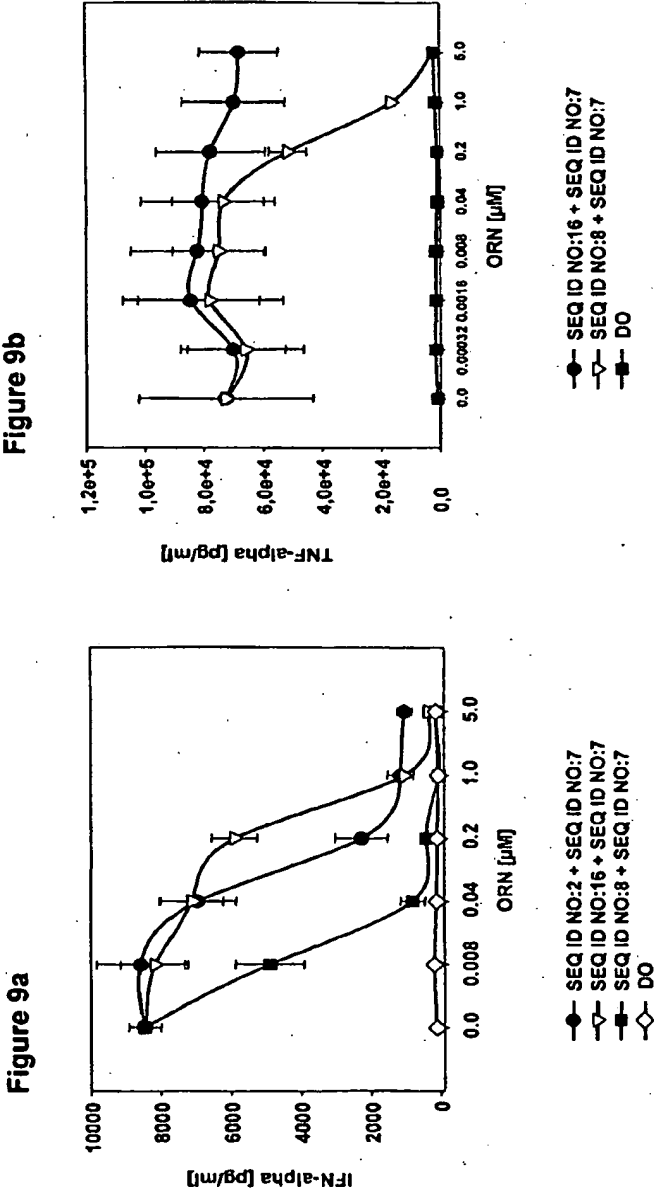 Figure 9a
IFN-alpha [pg/ml]
10000
8000
6000
4000
2000
0
0.0 0.008 0.04 0.2 1.0 5.0
ORN [µM]
SEQ ID NO:2 + SEQ ID NO:7
SEQ ID NO:16 + SEQ ID NO:7
SEQ ID NO:8 + SEQ ID NO:7
DO
Figure 9b
TNF-alpha [pg/ml]
1,2e+5
1,0e+5
8,0e+4
6,0e+4
4,0e+4
2,0e+4
0,0
0.0 0.00032 0.0016 0.008 0.04 0.2 1.0 5.0
ORN [µM]
SEQ ID NO:16 + SEQ ID NO:7
SEQ ID NO:8 + SEQ ID NO:7
DO